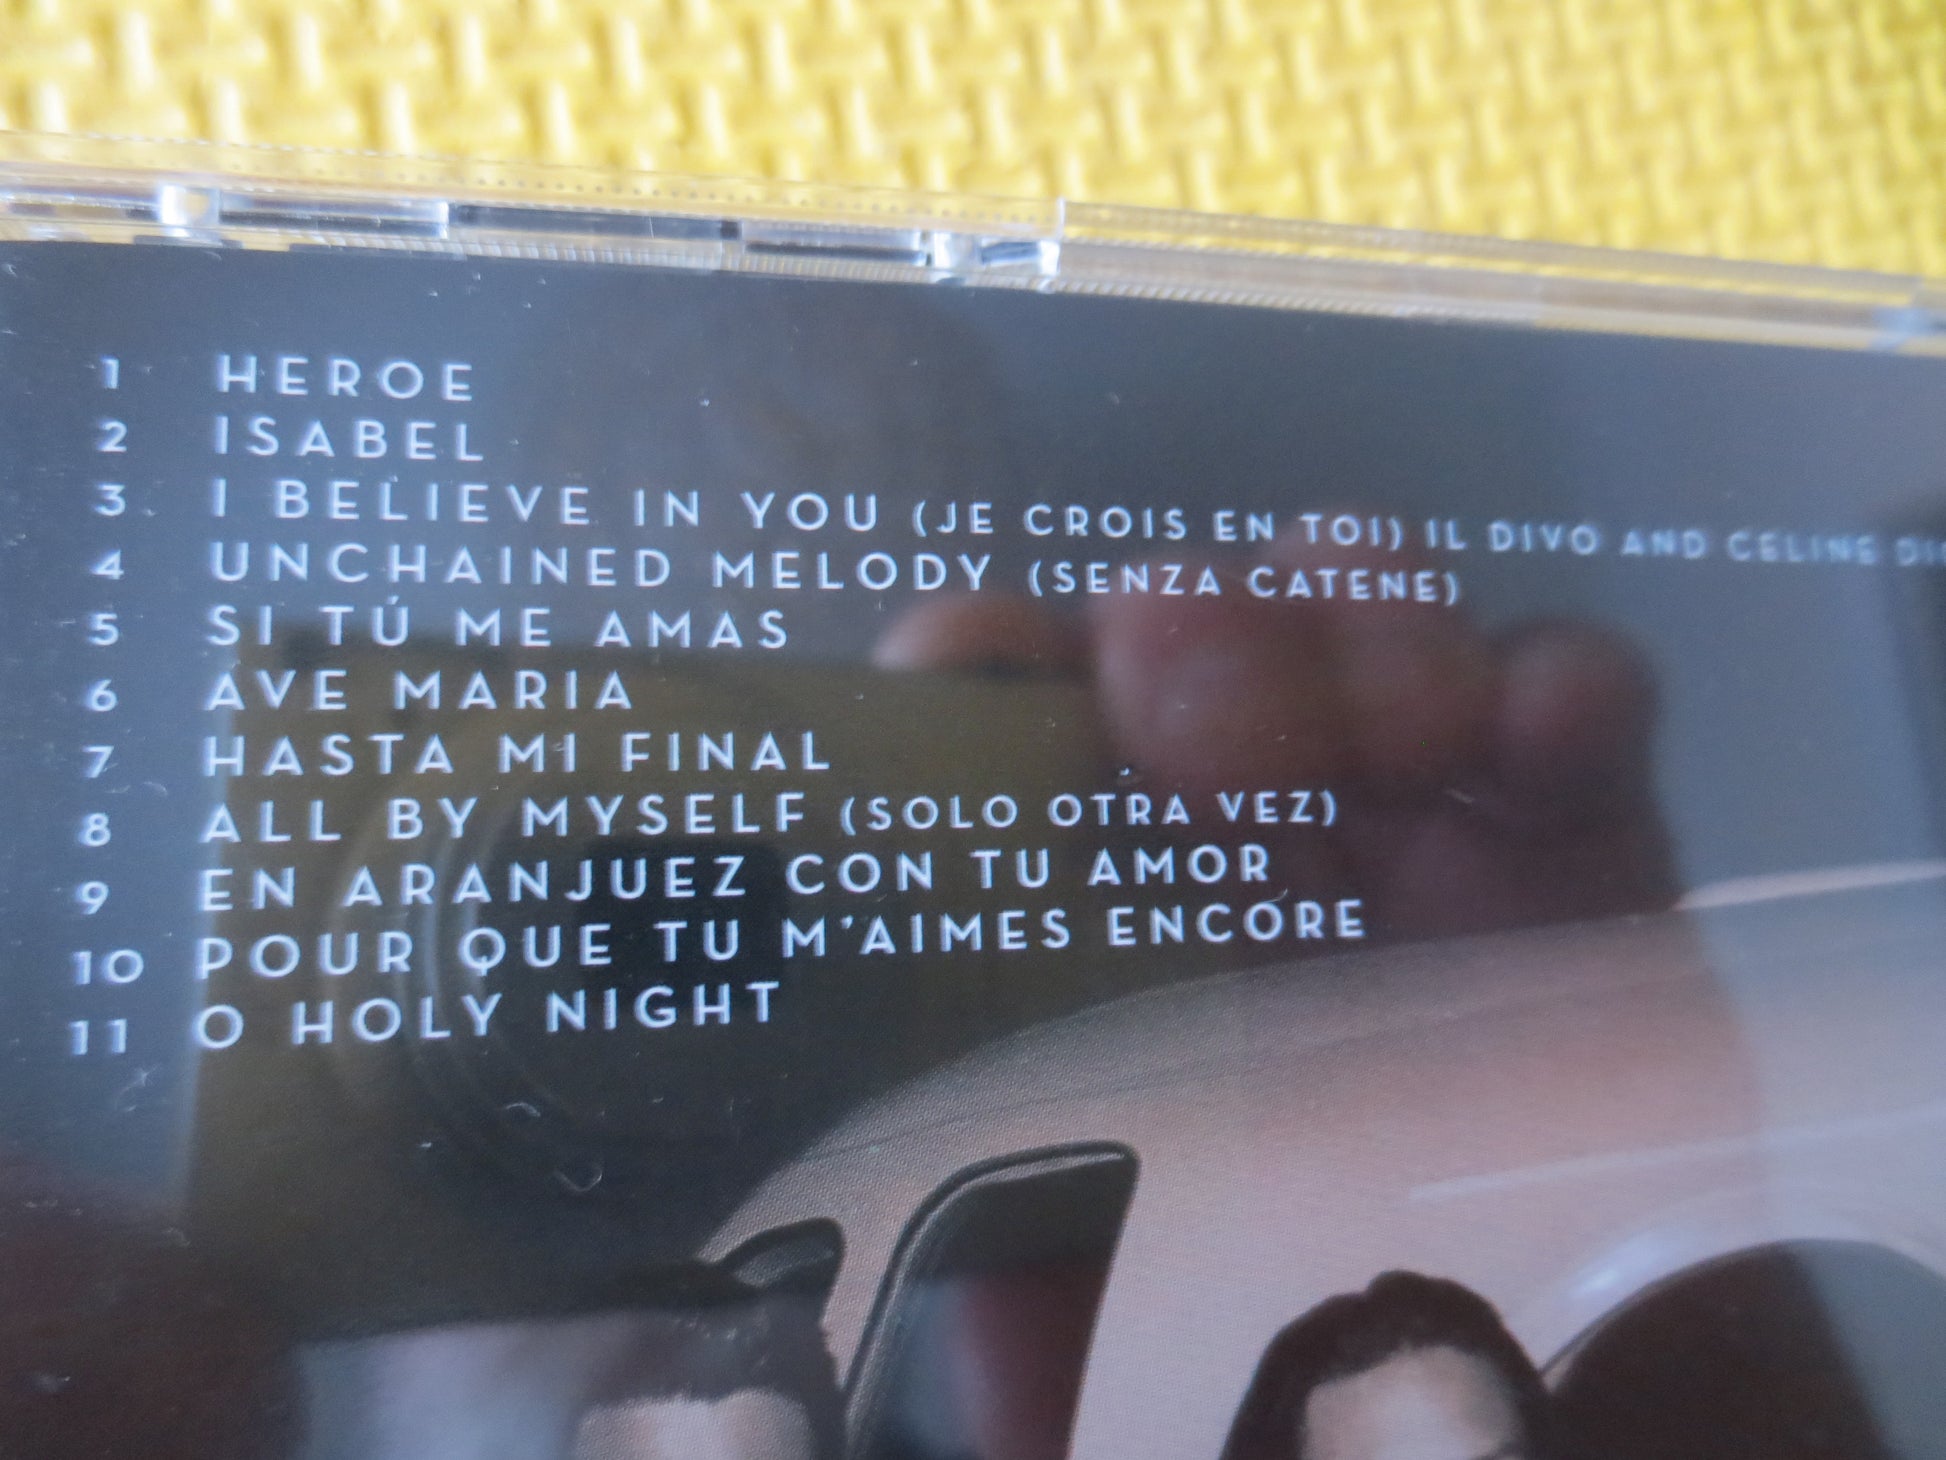 1 HEROE
2 ISABEL
3 I BELIEVE IN YOU (JE CROIS EN TOI) IL DIVO AND CELINE
4 UNCHAINED MELODY (SENZA CATENE)
5 SI TÚ ME AMAS
6 AVE MARIA
7 HASTA MI FINAL
8 ALL BY MYSELF (SOLO OTRA VEZ)
9 EN ARANJUEZ CON TU AMOR
10 POUR QUE TU M'AIMES ENCORE
11 O HOLY NIGHT